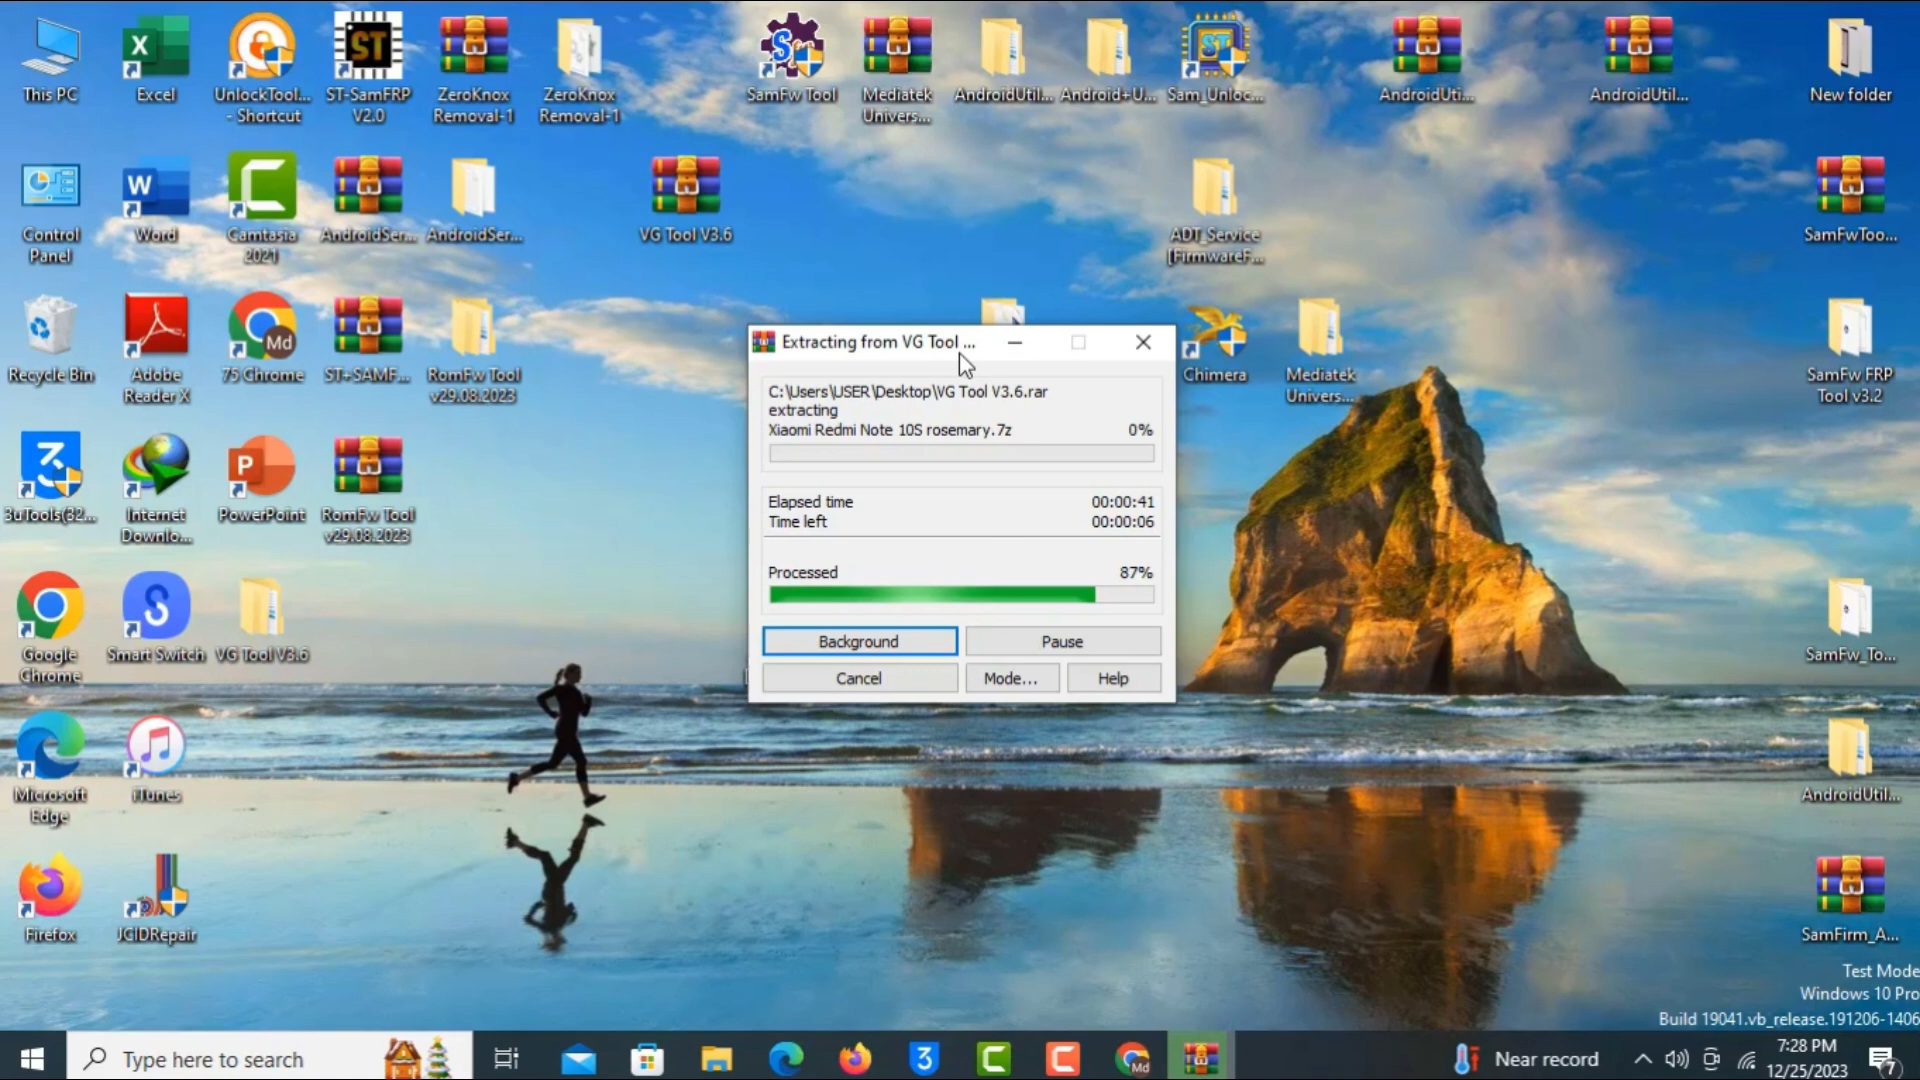 This PC
Excel
UnlockTool...
- Shortcut
ST-SamFRP
V2.0
ZeroKnox
Removal-1
ZeroKnox
Removal-1
SamFw Tool
Mediatek
Univers...
AndroidUtil...
Android+U...
Sam_Unloc...
AndroidUti...
AndroidUtil...
New folder
Control
Panel
Word
Camtasia
2021
AndroidSer...
AndroidSer...
VG Tool V3.6
ADT_Service
[FirmwareF...
SamFwToo...
Recycle Bin
Adobe
Reader X
75 Chrome
ST+SAMF...
RomFw Tool
v29.08.2023
Chimera
Mediatek
Univers...
SamFw FRP
Tool v3.2
Extracting from VG Tool ...
C:\Users\USER\Desktop\VG Tool V3.6.rar
extracting
Xiaomi Redmi Note 10S rosemary.7z 0%
Elapsed time 00:00:41
Time left 00:00:06
Processed 87%
Background
Pause
Cancel
Mode...
Help
3uTools(32...
Internet
Downlo...
PowerPoint
RomFw Tool
v29.08.2023
Google
Chrome
Smart Switch
VG Tool V3.6
SamFw_To...
Microsoft
Edge
iTunes
AndroidUtil...
Firefox
JCIDRepair
SamFirm_A...
Test Mode
Windows 10 Pro
Build 19041.vb_release.191206-1406
Type here to search
Near record
7:28 PM
12/25/2023
7